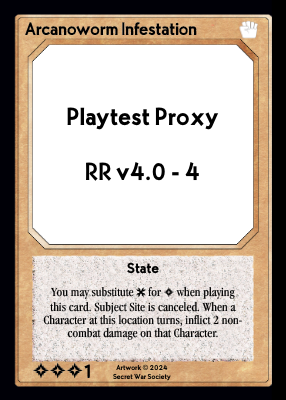 Arcanoworm Infestation
Playtest Proxy
RR v4.0 - 4
State
You may substitute ✖ for ⟡ when playing
this card. Subject Site is canceled. When a
Character at this location turns, inflict 2 non-
combat damage on that Character.
⟡⟡⟡1
Artwork © 2024
Secret War Society